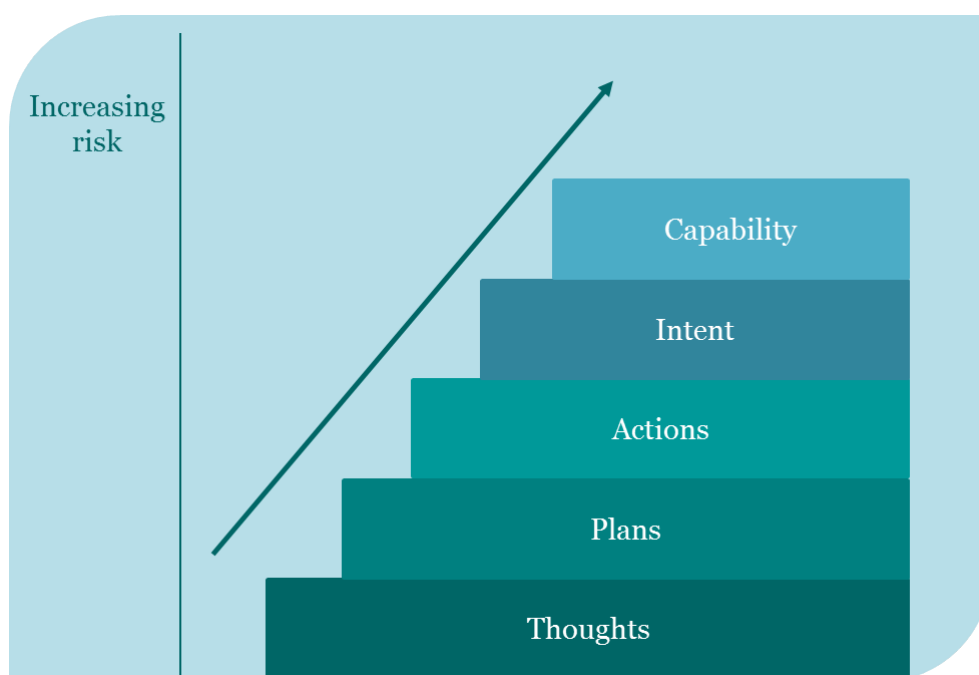 Increasing
risk
Capability
Intent
Actions
Plans
Thoughts